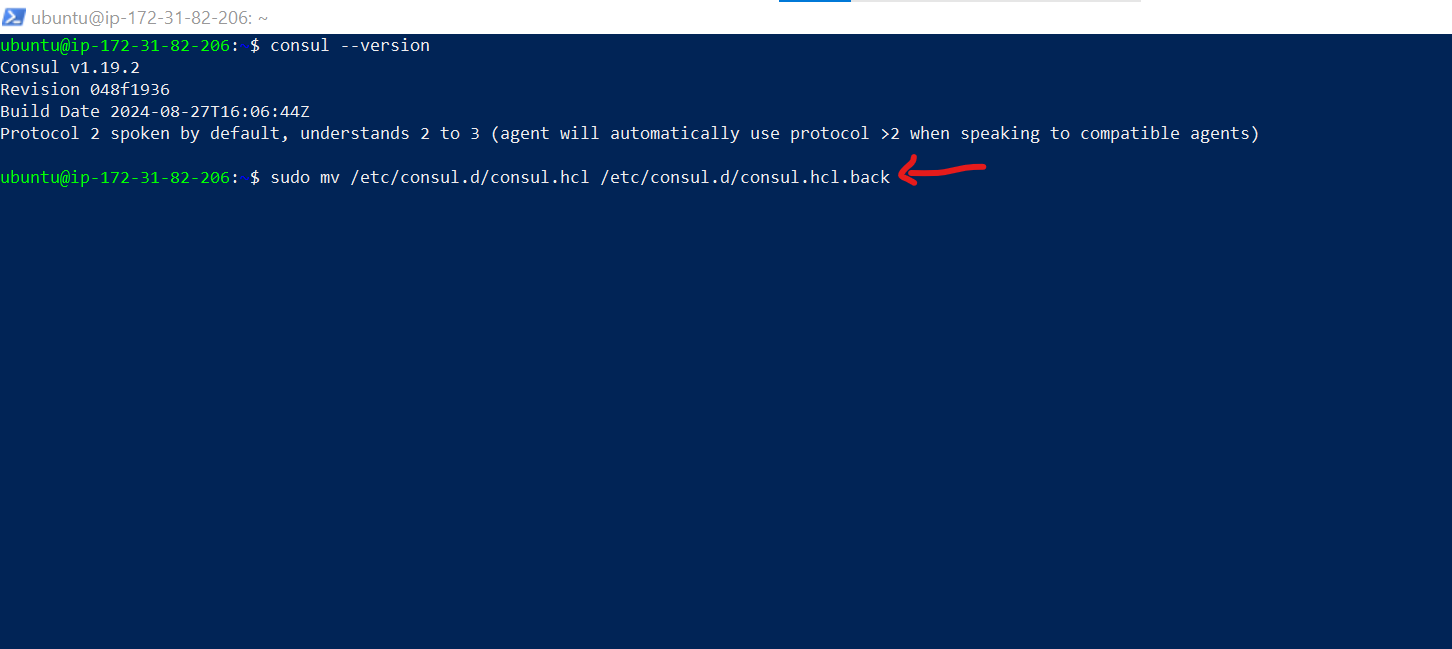 ubuntu@ip-172-31-82-206: ~
ubuntu@ip-172-31-82-206:~$ consul --version
Consul v1.19.2
Revision 048f1936
Build Date 2024-08-27T16:06:44Z
Protocol 2 spoken by default, understands 2 to 3 (agent will automatically use protocol >2 when speaking to compatible agents)
ubuntu@ip-172-31-82-206:~$ sudo mv /etc/consul.d/consul.hcl /etc/consul.d/consul.hcl.back